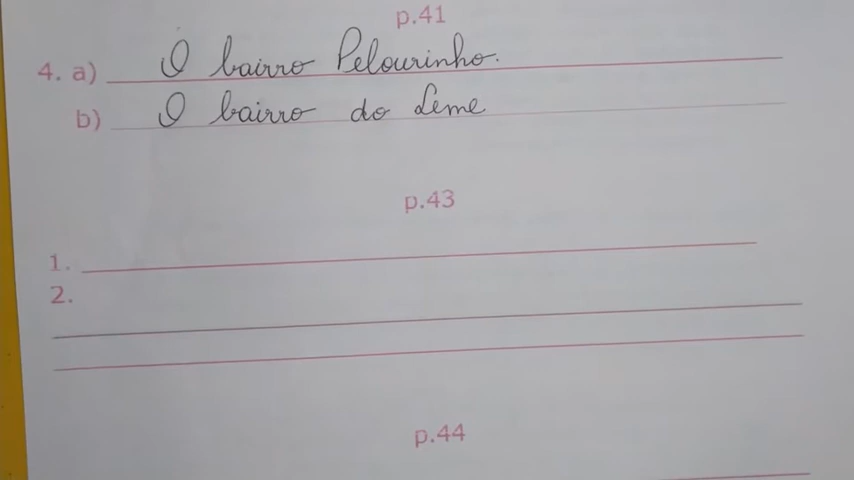 p.41
4. a) O bairro Pelourinho.
b) O bairro do Leme
p.43
1.
2.
p.44